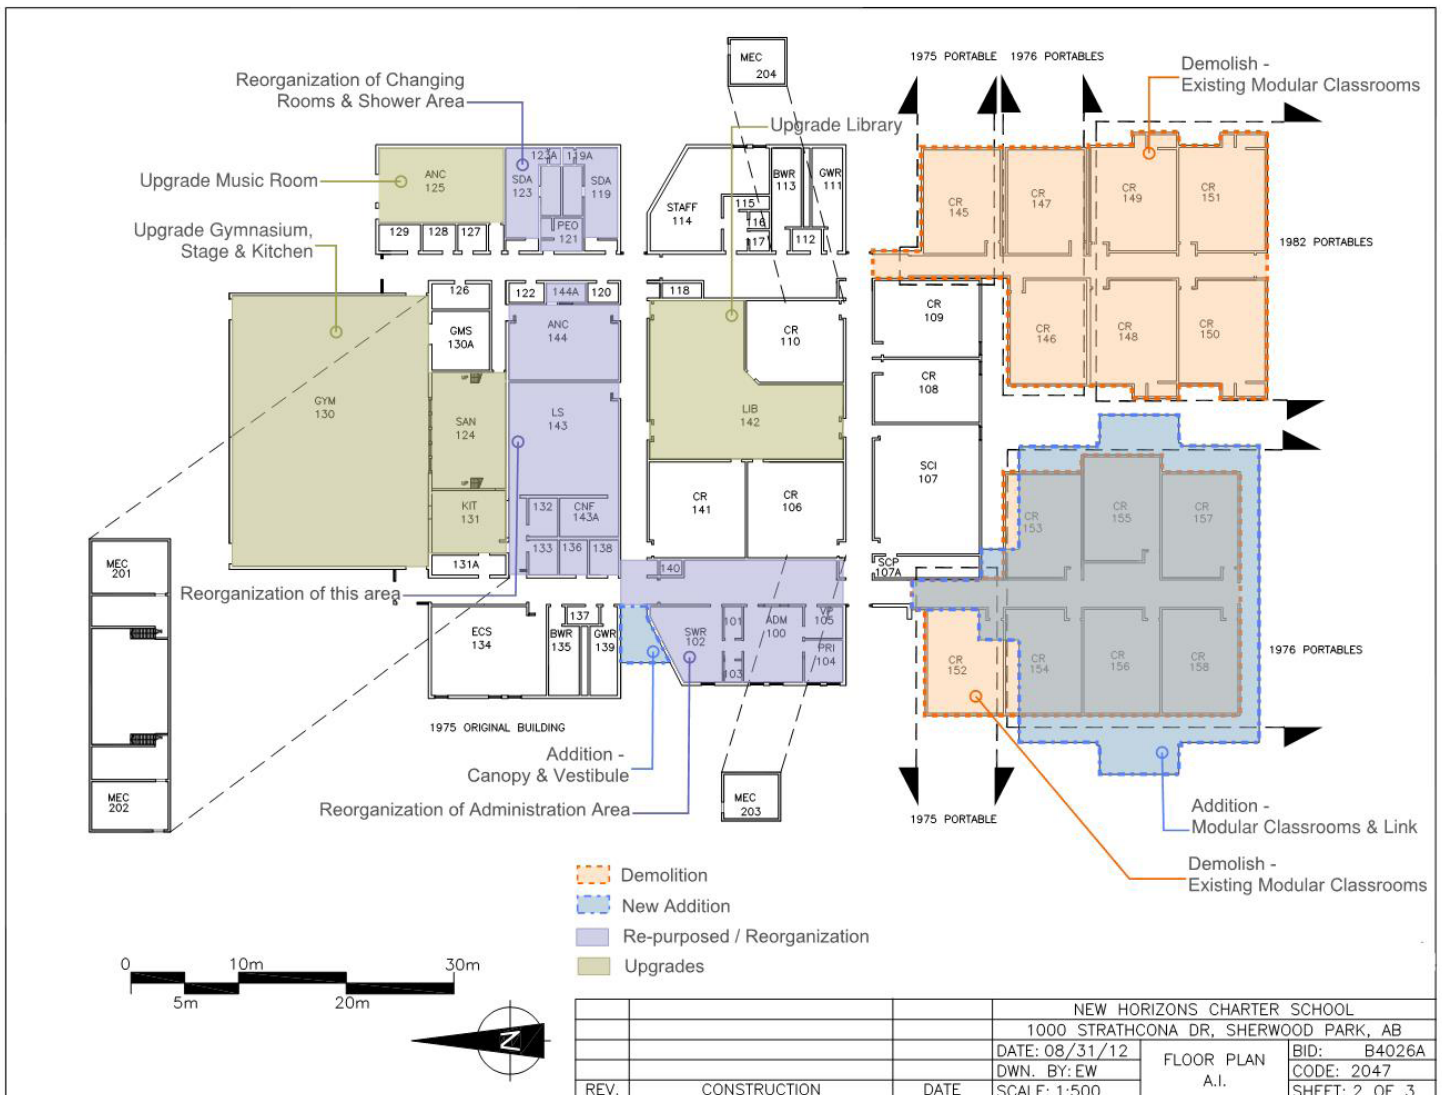 1975 PORTABLE
1976 PORTABLES
Demolish -
Existing Modular Classrooms
MEC
204
Reorganization of Changing
Rooms & Shower Area
Upgrade Library
Upgrade Music Room
Upgrade Gymnasium,
Stage & Kitchen
ANC
125
SDA
123
123A
119A
SDA
119
PEO
121
129
128
127
STAFF
114
115
116
117
BWR
113
GWR
111
112
CR
145
CR
147
CR
149
CR
151
1982 PORTABLES
126
122
144A
120
118
GMS
130A
ANC
144
CR
110
CR
109
CR
146
CR
148
CR
150
CR
108
GYM
130
UP
SAN
124
UP
LS
143
LIB
142
SCI
107
KIT
131
132
CNF
143A
CR
141
CR
106
CR
153
CR
155
CR
157
131A
133
136
138
140
SCP
107A
MEC
201
Reorganization of this area
ECS
134
137
BWR
135
GWR
139
SWR
102
101
103
ADM
100
VP
105
PRI
104
CR
152
CR
154
CR
156
CR
158
1976 PORTABLES
1975 ORIGINAL BUILDING
Addition -
Canopy & Vestibule
Reorganization of Administration Area
MEC
202
MEC
203
1975 PORTABLE
Addition -
Modular Classrooms & Link
Demolish -
Existing Modular Classrooms
Demolition
New Addition
Re-purposed / Reorganization
Upgrades
0 10m 30m
5m 20m
N
NEW HORIZONS CHARTER SCHOOL
1000 STRATHCONA DR, SHERWOOD PARK, AB
DATE: 08/31/12
DWN. BY: EW
SCALE: 1:500
FLOOR PLAN
A.I.
BID: B4026A
CODE: 2047
SHEET: 2 OF 3
REV. CONSTRUCTION DATE